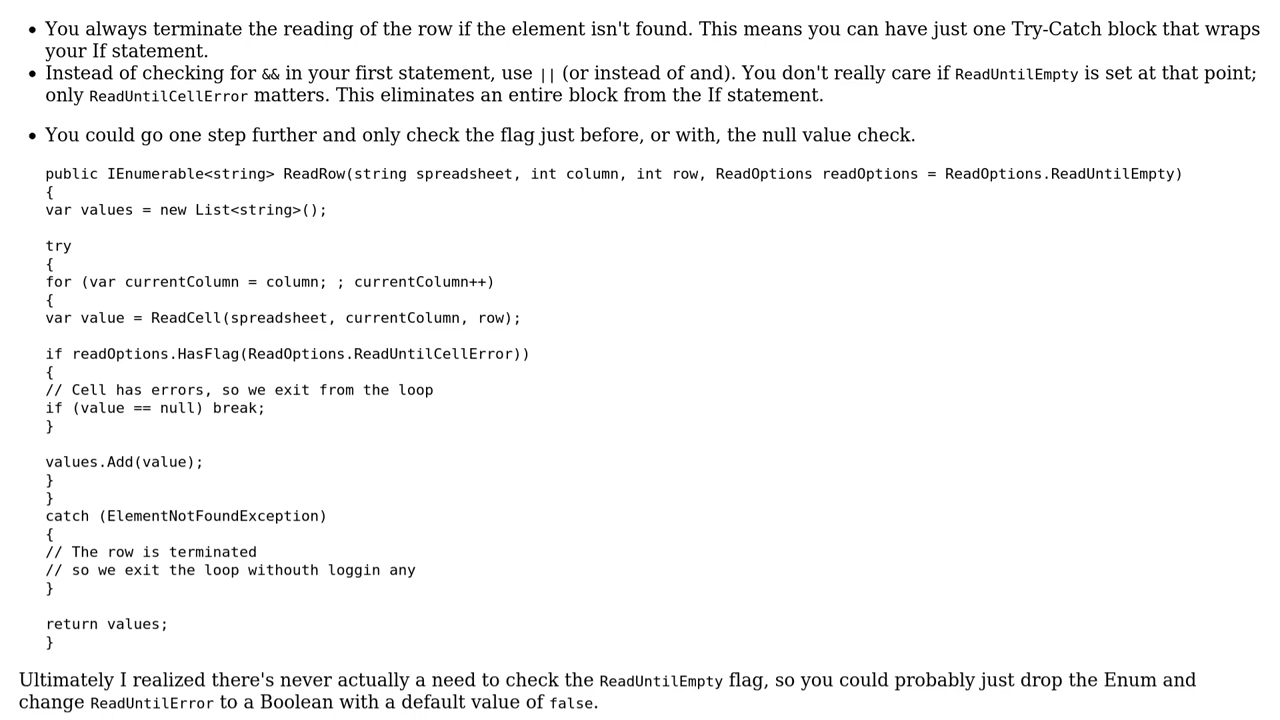 • You always terminate the reading of the row if the element isn't found. This means you can have just one Try-Catch block that wraps
your If statement.
• Instead of checking for && in your first statement, use || (or instead of and). You don't really care if ReadUntilEmpty is set at that point;
only ReadUntilCellError matters. This eliminates an entire block from the If statement.
• You could go one step further and only check the flag just before, or with, the null value check.
public IEnumerable<string> ReadRow(string spreadsheet, int column, int row, ReadOptions readOptions = ReadOptions.ReadUntilEmpty)
{
var values = new List<string>();
try
{
for (var currentColumn = column; ; currentColumn++)
{
var value = ReadCell(spreadsheet, currentColumn, row);
if readOptions.HasFlag(ReadOptions.ReadUntilCellError))
{
// Cell has errors, so we exit from the loop
if (value == null) break;
}
values.Add(value);
}
}
catch (ElementNotFoundException)
{
// The row is terminated
// so we exit the loop withouth loggin any
}
return values;
}
Ultimately I realized there's never actually a need to check the ReadUntilEmpty flag, so you could probably just drop the Enum and
change ReadUntilError to a Boolean with a default value of false.